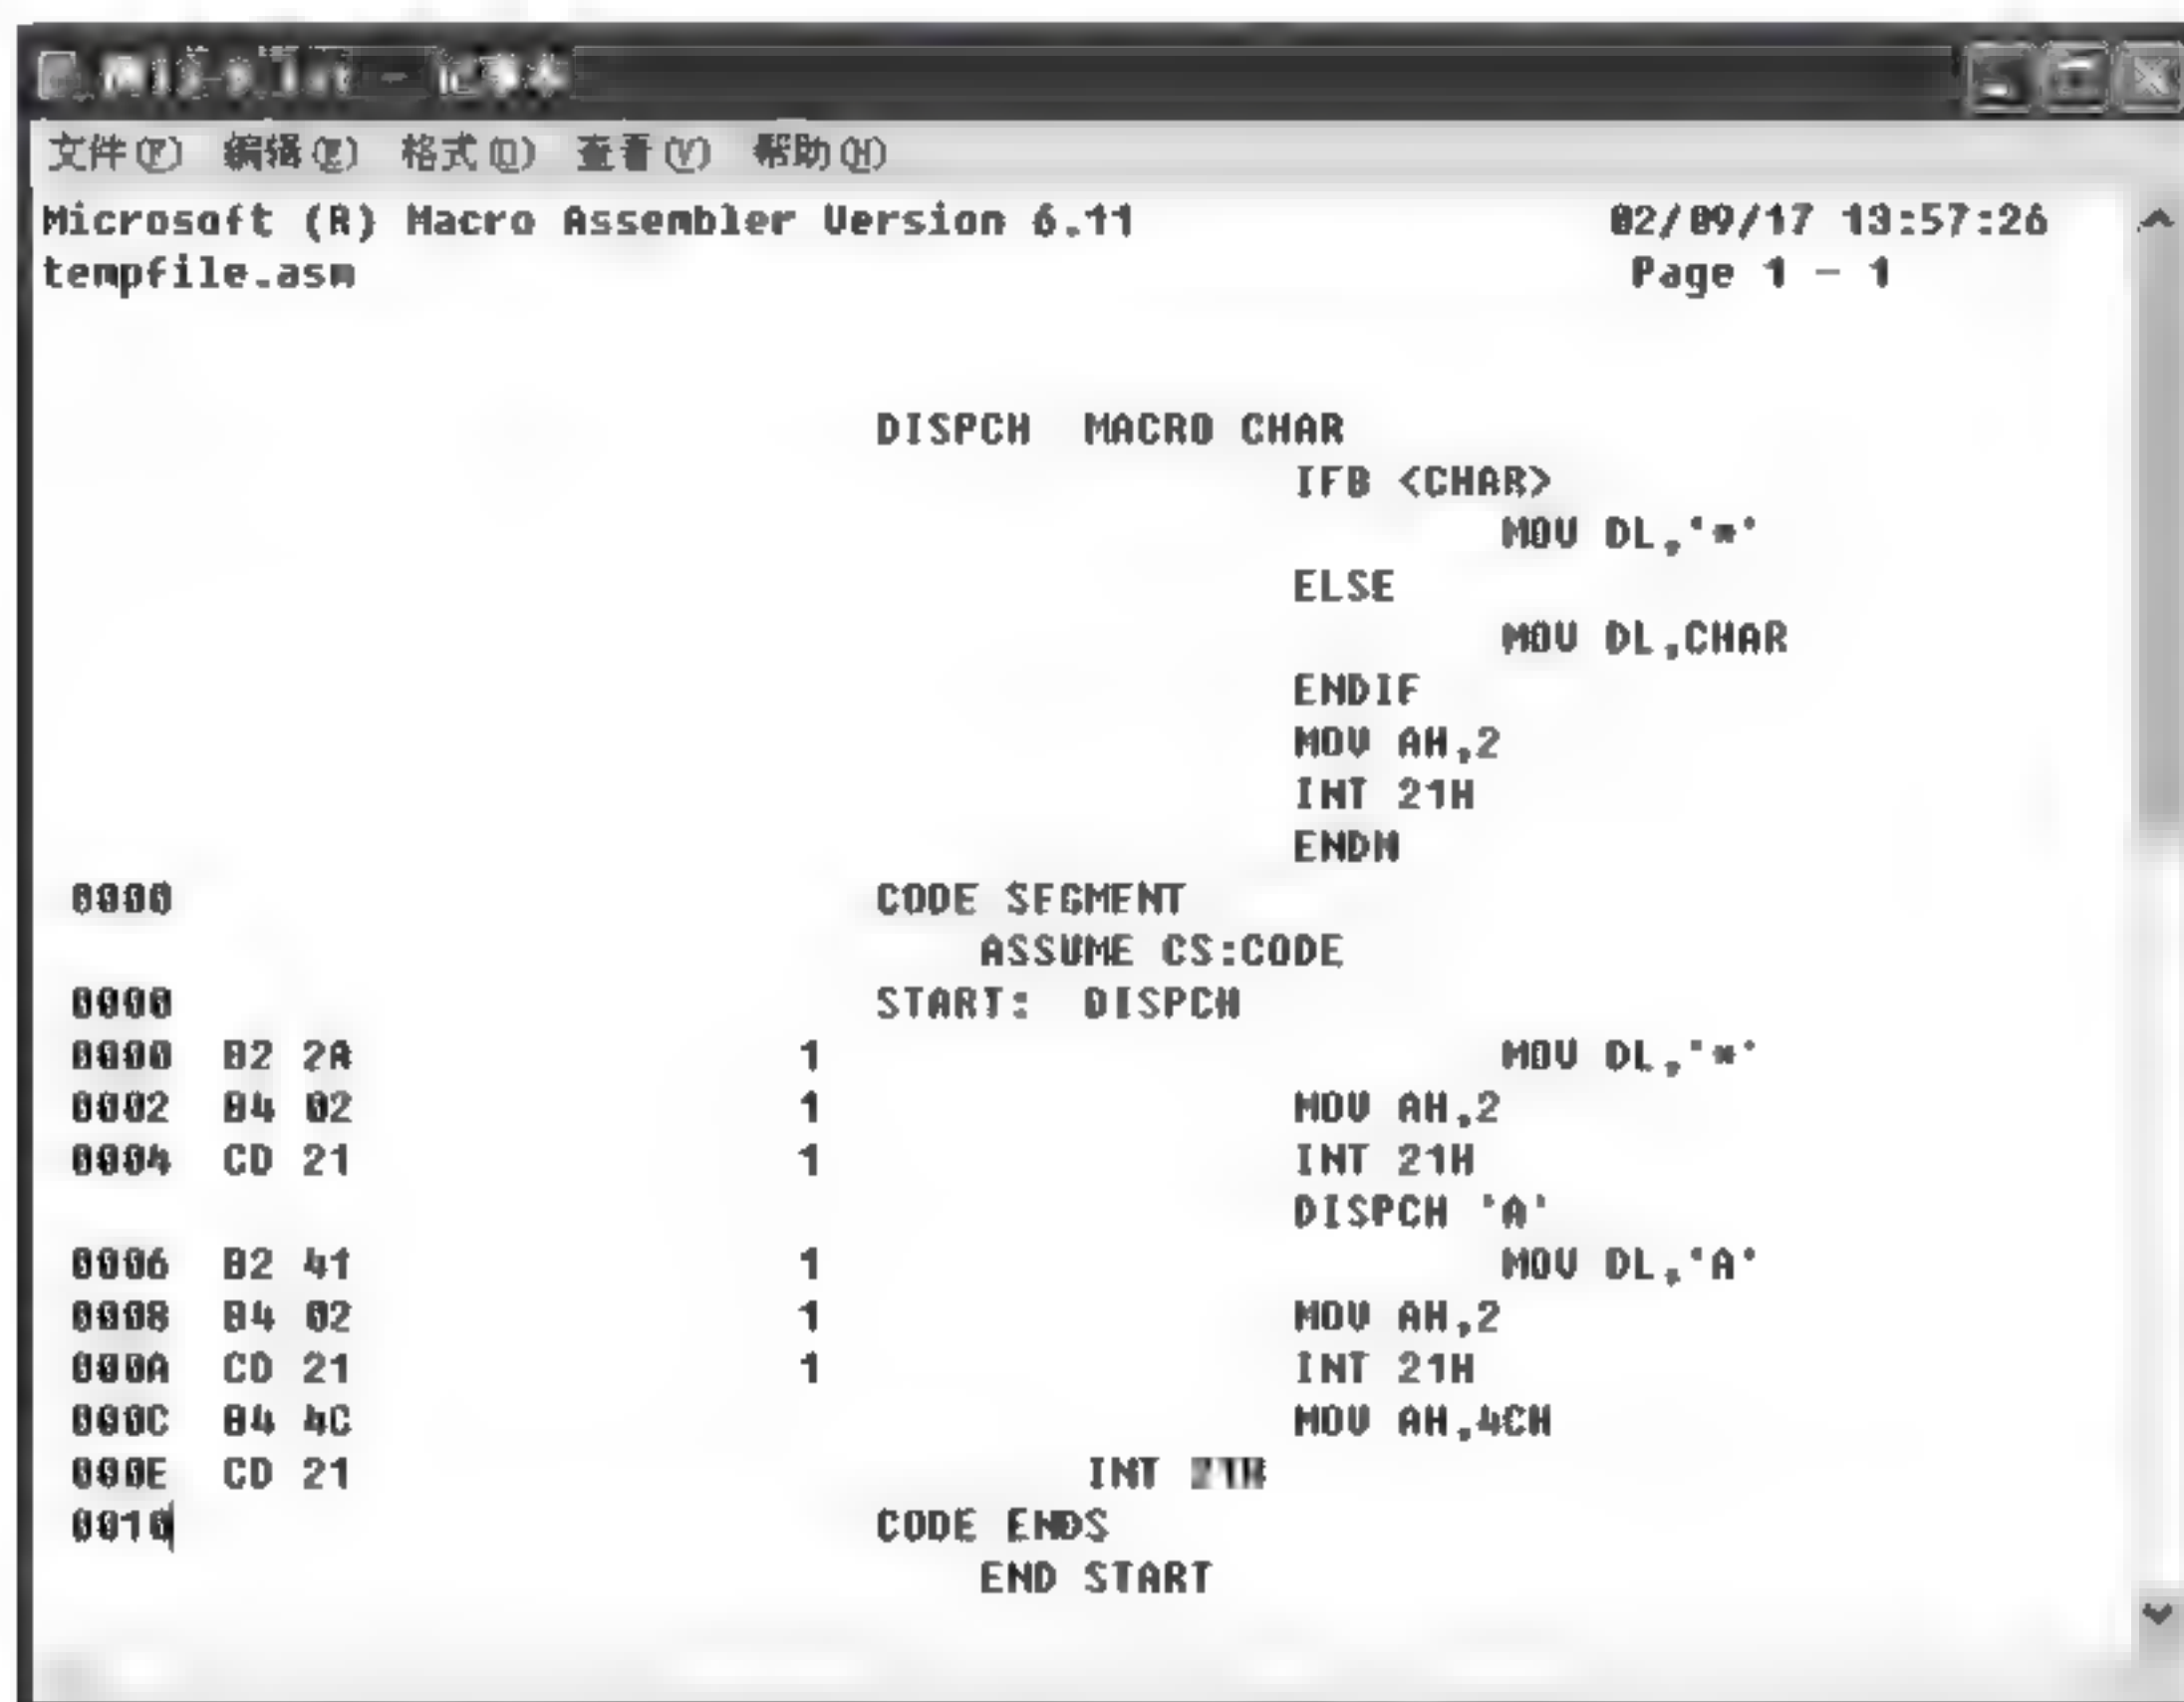 记事本
文件(F) 编辑(E) 格式(O) 查看(V) 帮助(H)
Microsoft (R) Macro Assembler Version 6.11 02/09/17 13:57:26
tempfile.asm Page 1 - 1
DISPCH MACRO CHAR
IFB <CHAR>
MOV DL,'*'
ELSE
MOV DL,CHAR
ENDIF
MOV AH,2
INT 21H
ENDM
0000 CODE SEGMENT
ASSUME CS:CODE
0000 START: DISPCH
0000 B2 2A 1 MOV DL,'*'
0002 B4 02 1 MOV AH,2
0004 CD 21 1 INT 21H
DISPCH 'A'
0006 B2 41 1 MOV DL,'A'
0008 B4 02 1 MOV AH,2
000A CD 21 1 INT 21H
000C B4 4C MOV AH,4CH
000E CD 21 INT 21H
0010 CODE ENDS
END START